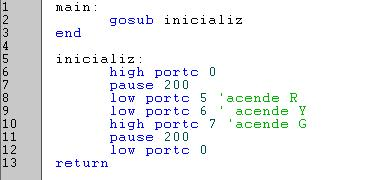 1 main:
2 gosub inicializ
3 end
4
5 inicializ:
6 high portc 0
7 pause 200
8 low portc 5 'acende R
9 low portc 6 ' acende Y
10 high portc 7 'acende G
11 pause 200
12 low portc 0
13 return